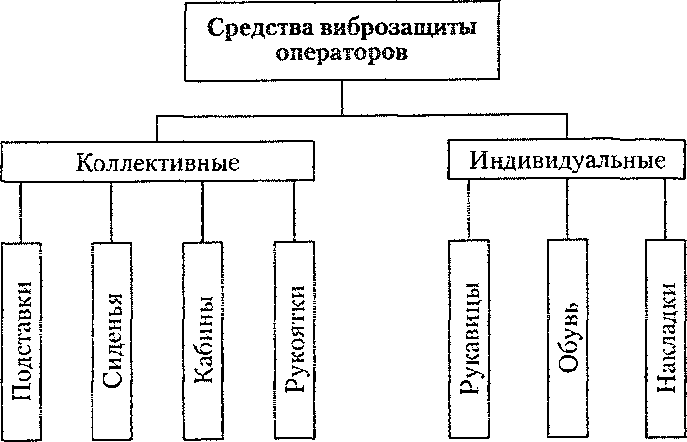 Средства виброзащиты
операторов
Коллективные
Индивидуальные
Подставки
Сиденья
Кабины
Рукоятки
Рукавицы
Обувь
Накладки